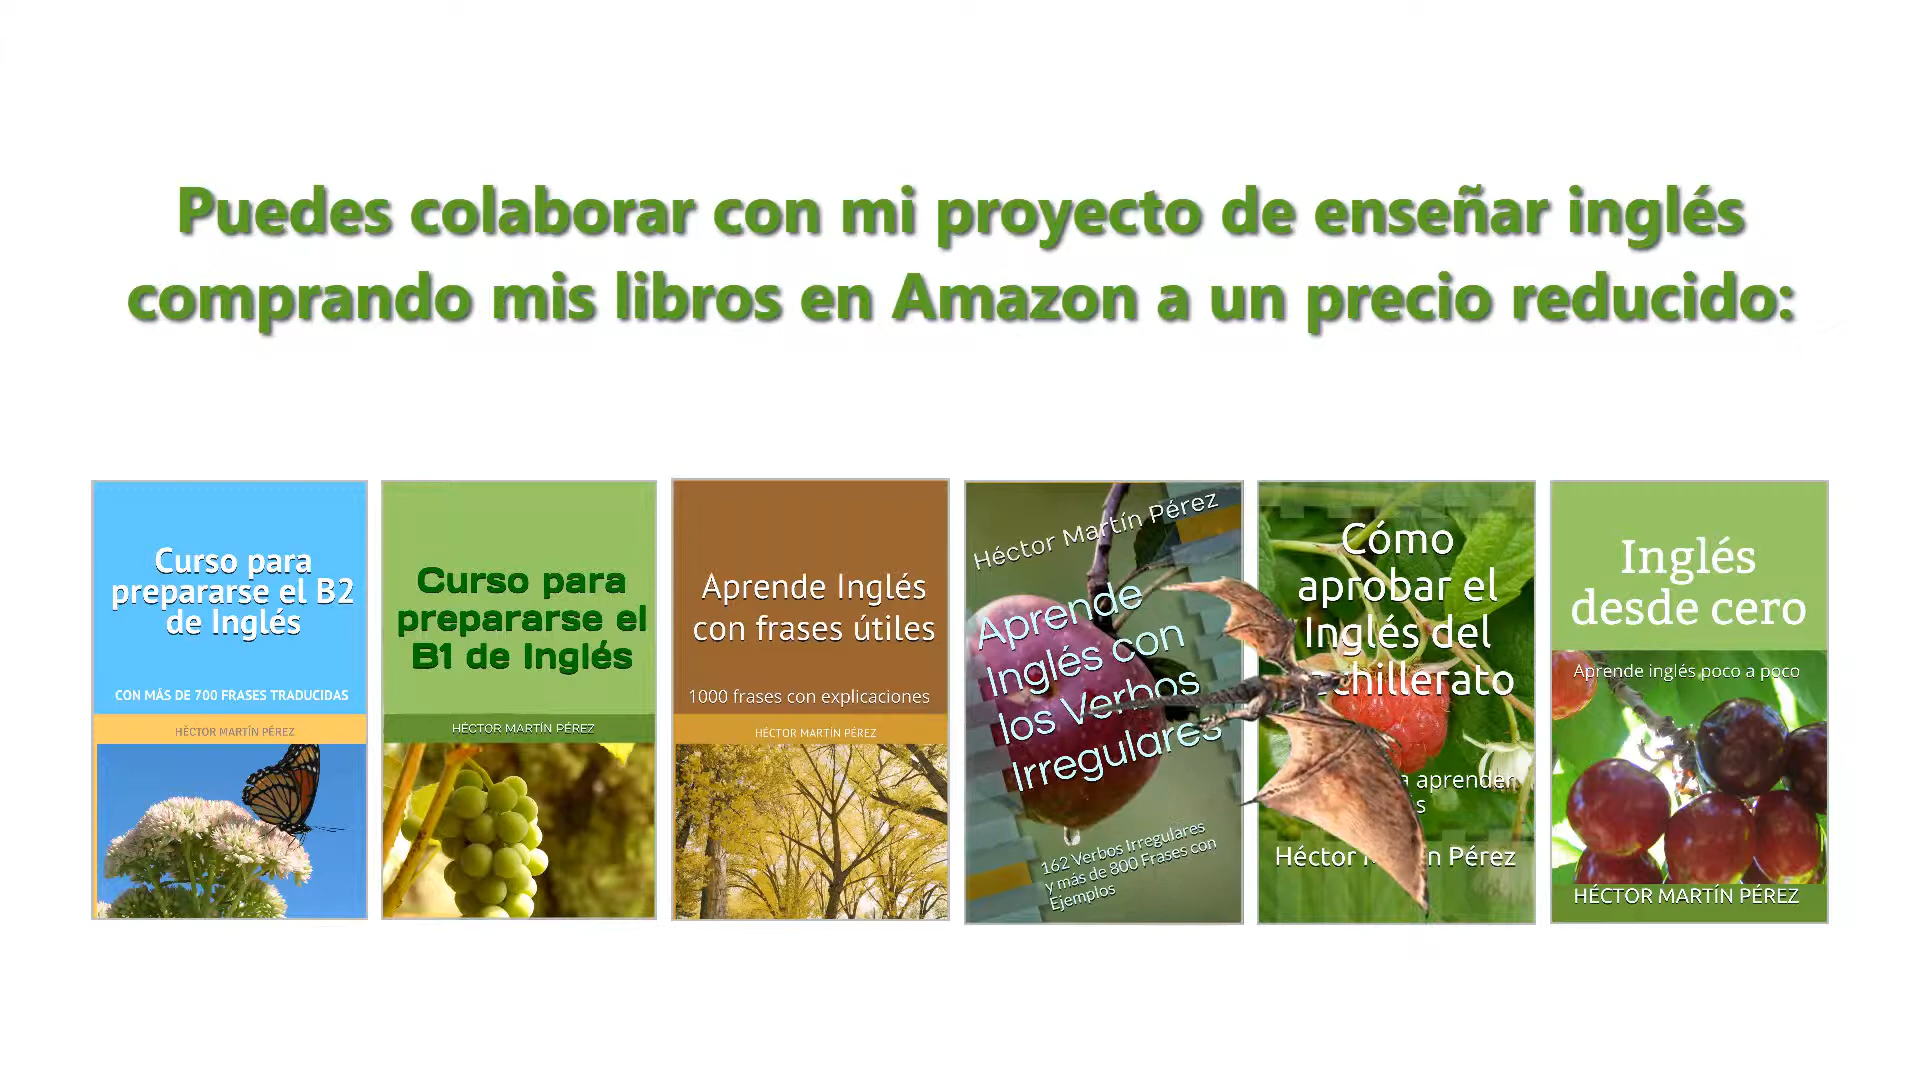 Puedes colaborar con mi proyecto de enseñar inglés
comprando mis libros en Amazon a un precio reducido:
Curso para
prepararse el B2
de Inglés
CON MÁS DE 700 FRASES TRADUCIDAS
HÉCTOR MARTÍN PÉREZ
Curso para
prepararse el
B1 de Inglés
HÉCTOR MARTÍN PÉREZ
Aprende Inglés
con frases útiles
1000 frases con explicaciones
HÉCTOR MARTÍN PÉREZ
Héctor Martín Pérez
Aprende
Inglés con
los Verbos
Irregulares
162 Verbos Irregulares
y más de 800 Frases con
Ejemplos
Cómo
aprobar el
Inglés del
aprender
Héctor Pérez
Inglés
desde cero
Aprende inglés poco a poco
HÉCTOR MARTÍN PÉREZ